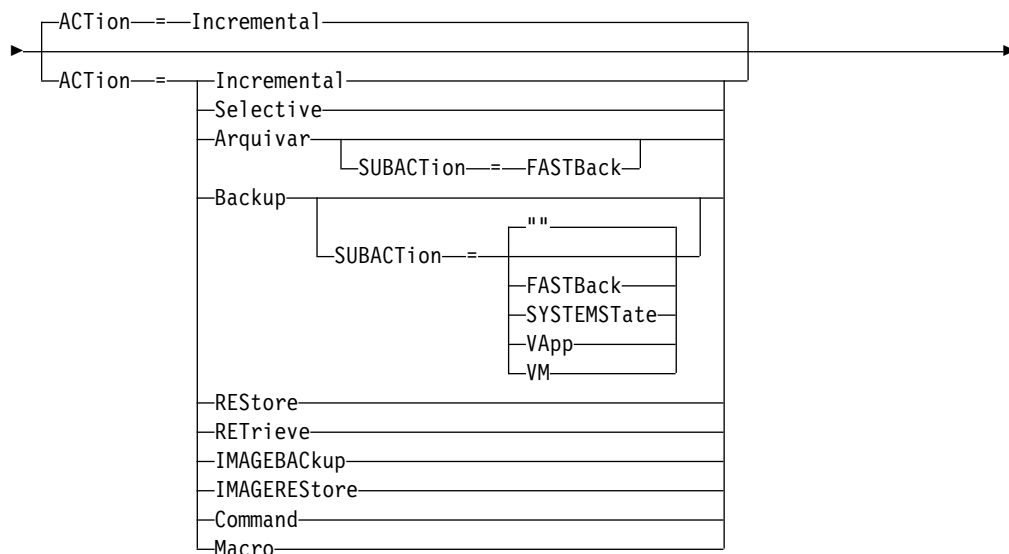 ACTion = Incremental
ACTion = Incremental
Selective
Arquivar
SUBACTion = FASTBack
Backup
""
SUBACTion =
FASTBack
SYSTEMSTate
VApp
VM
REStore
RETrieve
IMAGEBACkup
IMAGEREStore
Command
Macro